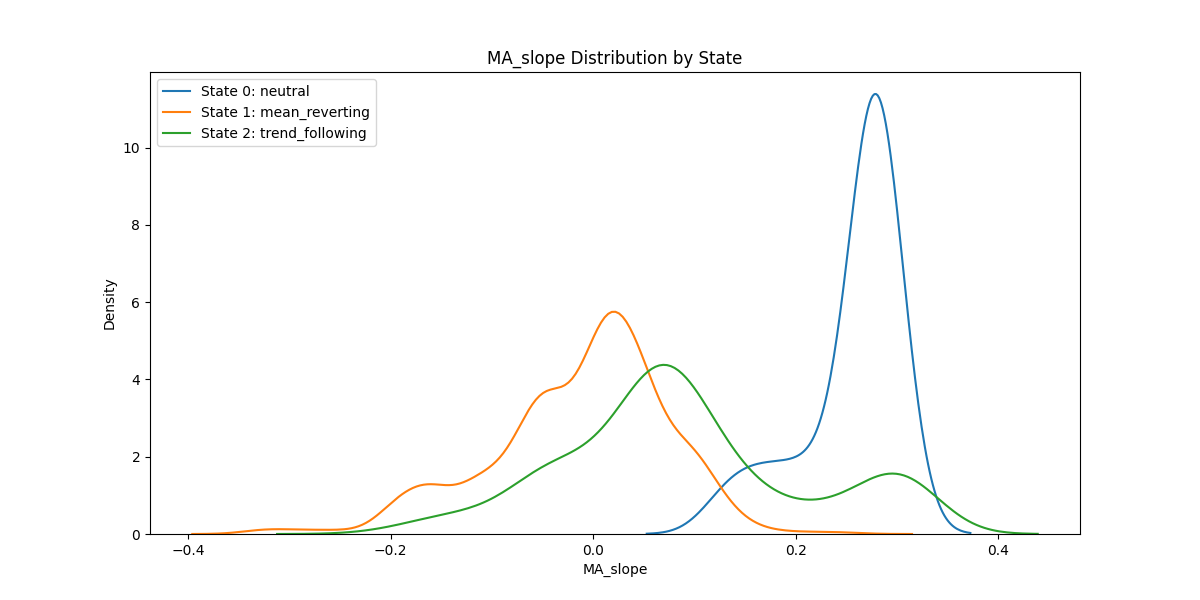 MA_slope Distribution by State
State 0: neutral
State 1: mean_reverting
State 2: trend_following
Density
10
8
6
4
2
0
−0.4
−0.2
0.0
0.2
0.4
MA_slope